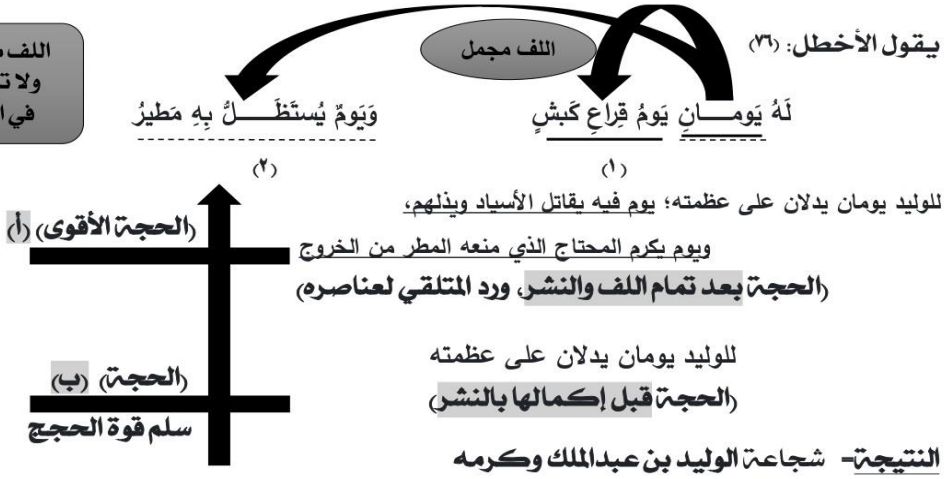 يقول الأخطل: (٧٦)
اللف مجمل
اللف
ولا
في
لَهُ يَومـــانِ يَومُ قِراعِ كَبشٍ
وَيَومٌ يُستَظَـــــلُّ بِهِ مَطيرُ
(١)
(٢)
للوليد يومان يدلان على عظمته؛ يوم فيه يقاتل الأسياد ويذلهم،
ويوم يكرم المحتاج الذي منعه المطر من الخروج
(الحجة الأقوى) (أ)
(الحجة بعد تمام اللف والنشر، ورد المتلقي لعناصره)
للوليد يومان يدلان على عظمته
(الحجة) (ب)
(الحجة قبل إكمالها بالنشر)
سلم قوة الحجج
النتيجة= شجاعة الوليد بن عبدالملك وكرمه